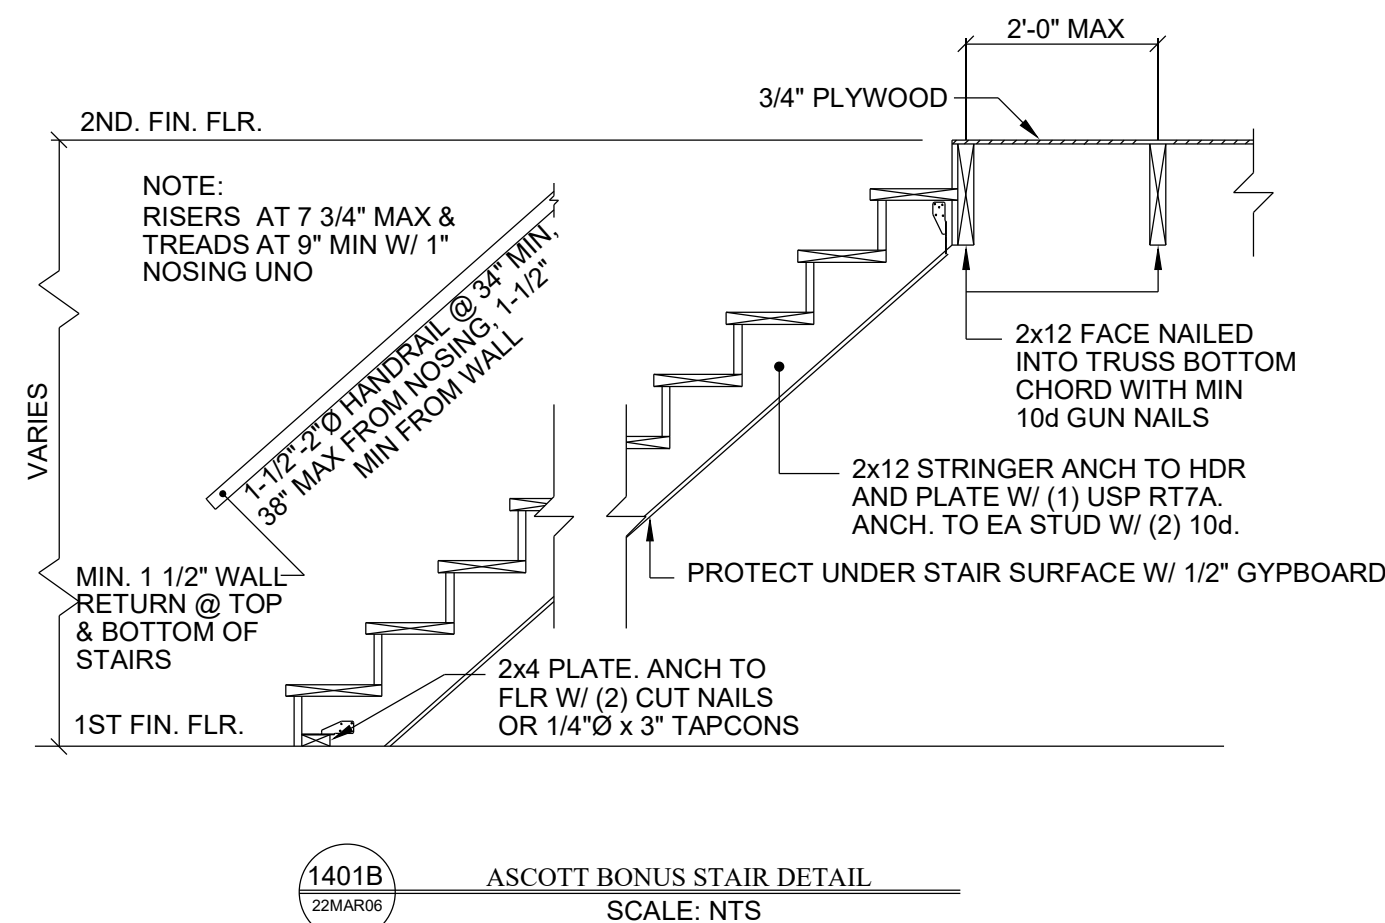 2'-0" MAX
3/4" PLYWOOD
2ND. FIN. FLR.
NOTE:
RISERS AT 7 3/4" MAX &
TREADS AT 9" MIN W/ 1"
NOSING UNO
1-1/2"-2"Ø HANDRAIL @ 34" MIN,
38" MAX FROM NOSING, 1-1/2"
MIN FROM WALL
2x12 FACE NAILED
INTO TRUSS BOTTOM
CHORD WITH MIN
10d GUN NAILS
VARIES
2x12 STRINGER ANCH TO HDR
AND PLATE W/ (1) USP RT7A.
ANCH. TO EA STUD W/ (2) 10d.
PROTECT UNDER STAIR SURFACE W/ 1/2" GYPBOARD
MIN. 1 1/2" WALL
RETURN @ TOP
& BOTTOM OF
STAIRS
2x4 PLATE. ANCH TO
FLR W/ (2) CUT NAILS
OR 1/4"Ø x 3" TAPCONS
1ST FIN. FLR.
1401B
22MAR06
ASCOTT BONUS STAIR DETAIL
SCALE: NTS